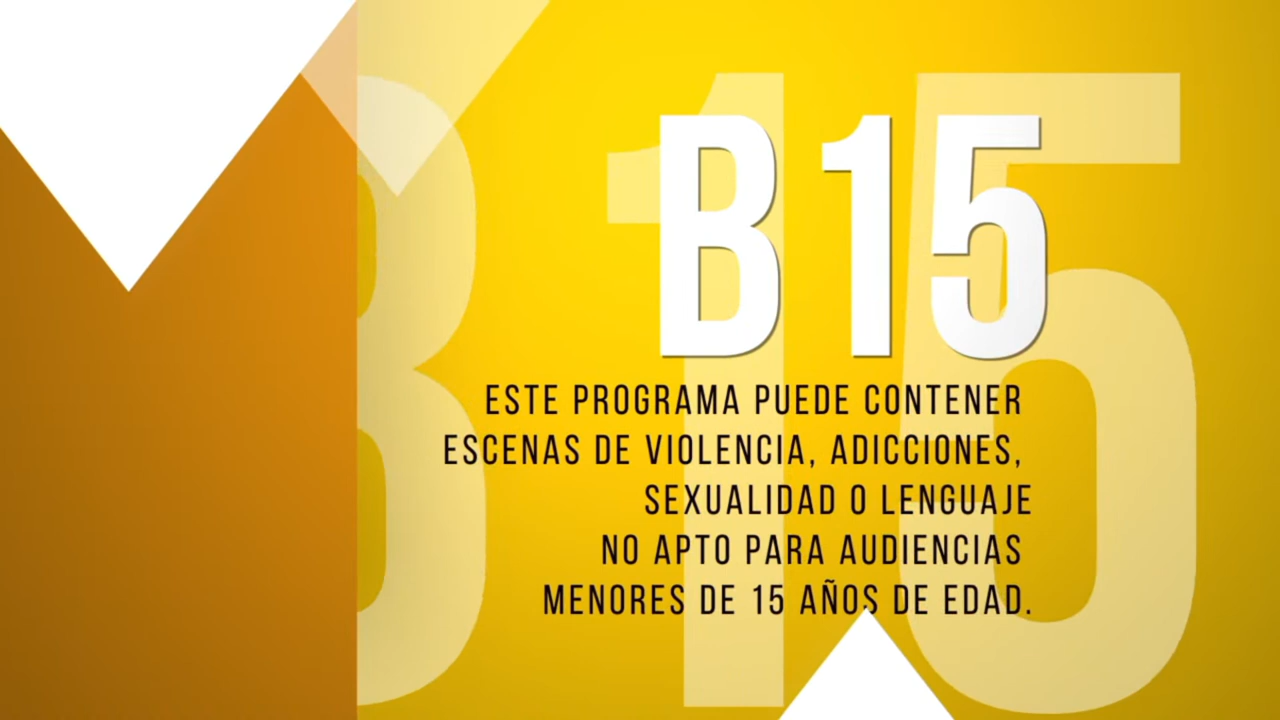 B 15
ESTE PROGRAMA PUEDE CONTENER
ESCENAS DE VIOLENCIA, ADICCIONES,
SEXUALIDAD O LENGUAJE
NO APTO PARA AUDIENCIAS
MENORES DE 15 AÑOS DE EDAD.